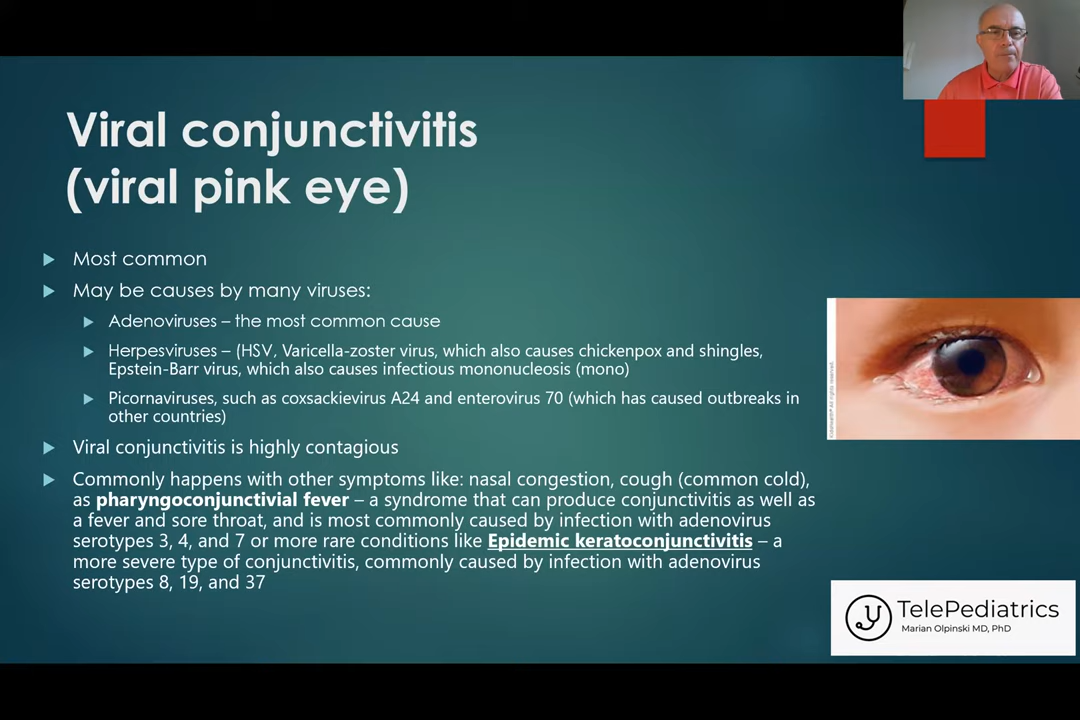 Viral conjunctivitis
(viral pink eye)
Most common
May be causes by many viruses:
Adenoviruses – the most common cause
Herpesviruses – (HSV, Varicella-zoster virus, which also causes chickenpox and shingles,
Epstein-Barr virus, which also causes infectious mononucleosis (mono)
Picornaviruses, such as coxsackievirus A24 and enterovirus 70 (which has caused outbreaks in
other countries)
Viral conjunctivitis is highly contagious
Commonly happens with other symptoms like: nasal congestion, cough (common cold),
as pharyngoconjunctivial fever – a syndrome that can produce conjunctivitis as well as
a fever and sore throat, and is most commonly caused by infection with adenovirus
serotypes 3, 4, and 7 or more rare conditions like Epidemic keratoconjunctivitis – a
more severe type of conjunctivitis, commonly caused by infection with adenovirus
serotypes 8, 19, and 37
TelePediatrics
Marian Olpinski MD, PhD